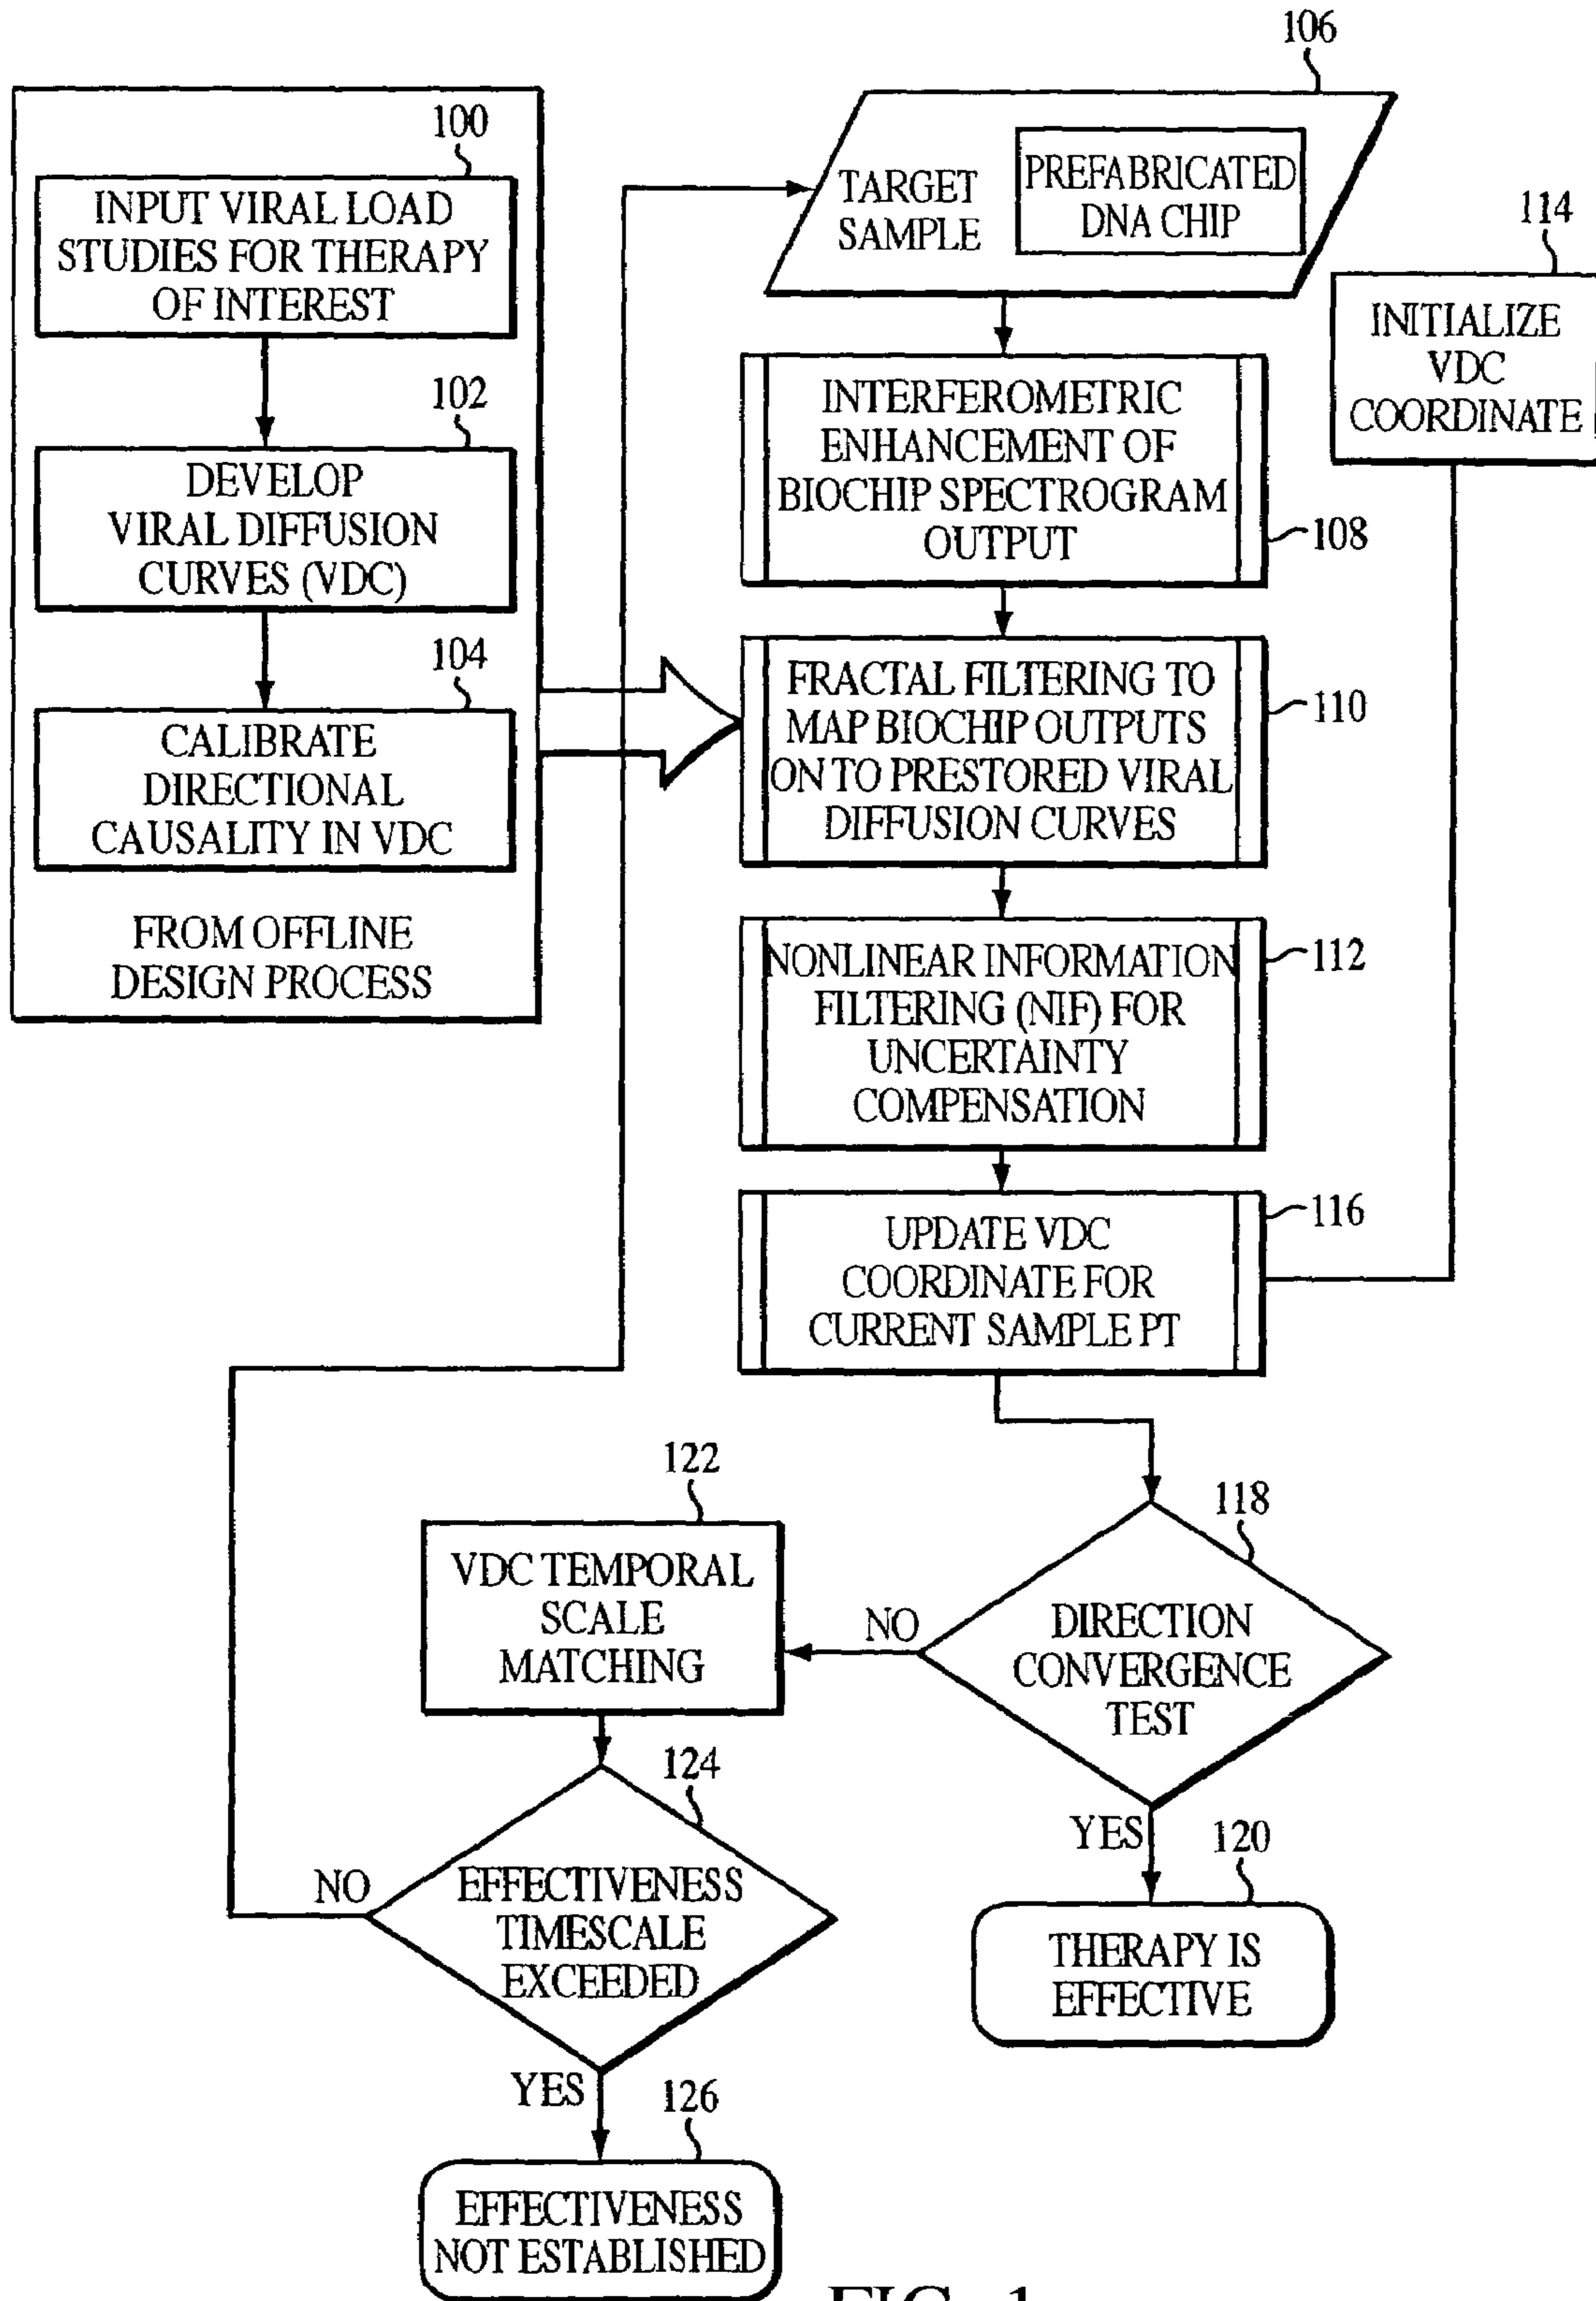 100
INPUT VIRAL LOAD
STUDIES FOR THERAPY
OF INTEREST
102
DEVELOP
VIRAL DIFFUSION
CURVES (VDC)
104
CALIBRATE
DIRECTIONAL
CAUSALITY IN VDC
FROM OFFLINE
DESIGN PROCESS
106
TARGET
SAMPLE
PREFABRICATED
DNA CHIP
INTERFEROMETRIC
ENHANCEMENT OF
BIOCHIP SPECTROGRAM
OUTPUT
108
FRACTAL FILTERING TO
MAP BIOCHIP OUTPUTS
ON TO PRESTORED VIRAL
DIFFUSION CURVES
110
NONLINEAR INFORMATION
FILTERING (NIF) FOR
UNCERTAINTY
COMPENSATION
112
114
INITIALIZE
VDC
COORDINATE
UPDATE VDC
COORDINATE FOR
CURRENT SAMPLE PT
116
118
DIRECTION
CONVERGENCE
TEST
NO
YES
120
THERAPY IS
EFFECTIVE
122
VDC TEMPORAL
SCALE
MATCHING
124
EFFECTIVENESS
TIMESCALE
EXCEEDED
NO
YES
126
EFFECTIVENESS
NOT ESTABLISHED
FIG. 1